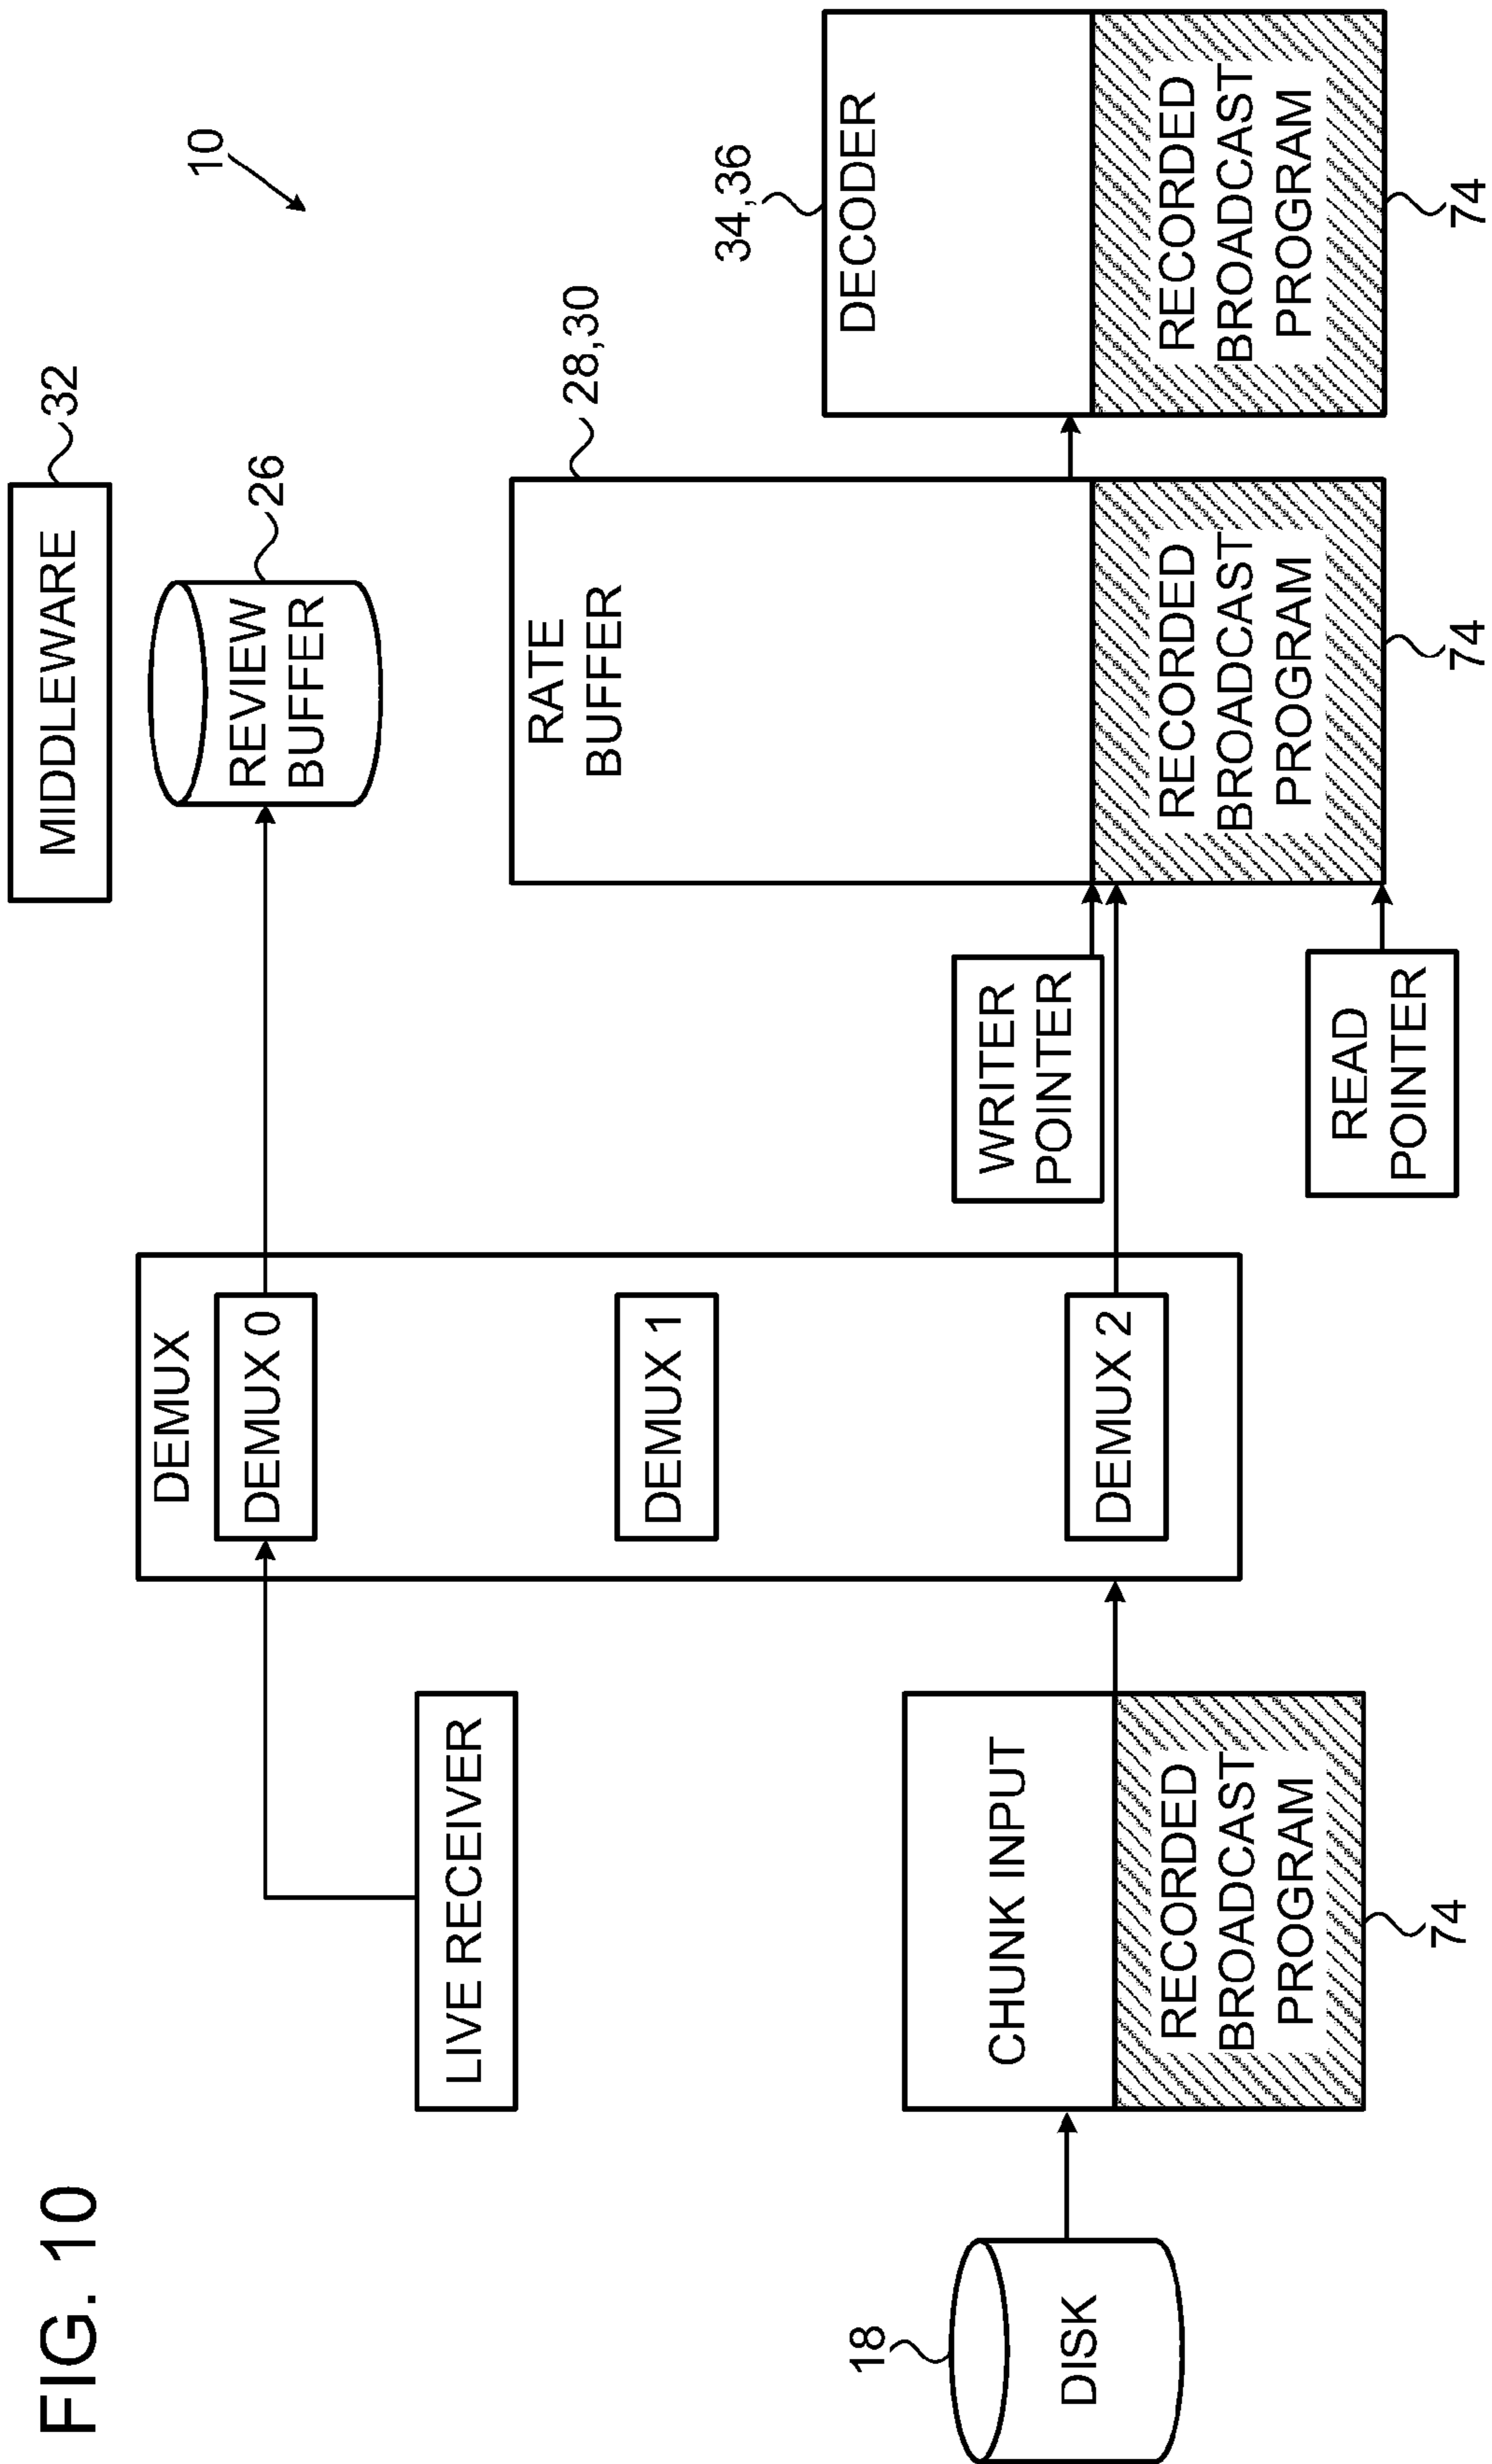 FIG. 10
10
MIDDLEWARE
32
DEMUX
DEMUX 0
REVIEW
BUFFER
26
LIVE RECEIVER
DEMUX 1
RATE
BUFFER
28,30
34,36
DECODER
18
DISK
CHUNK INPUT
RECORDED
BROADCAST
PROGRAM
74
DEMUX 2
WRITER
POINTER
READ
POINTER
RECORDED
BROADCAST
PROGRAM
74
RECORDED
BROADCAST
PROGRAM
74